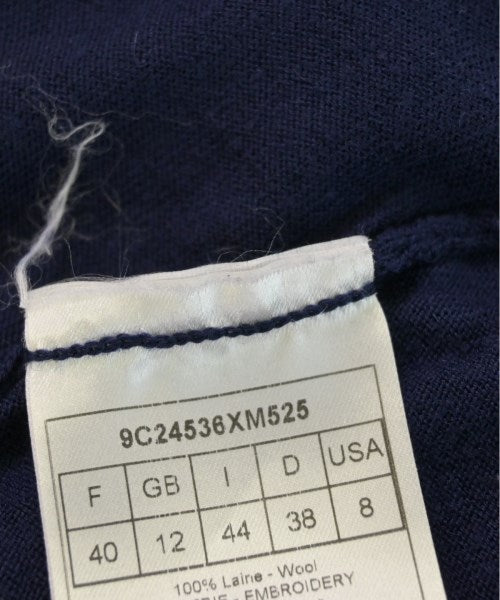 9C24536XM525
F GB I D USA
40 12 44 38 8
100% Laine - Wool
- EMBROIDERY